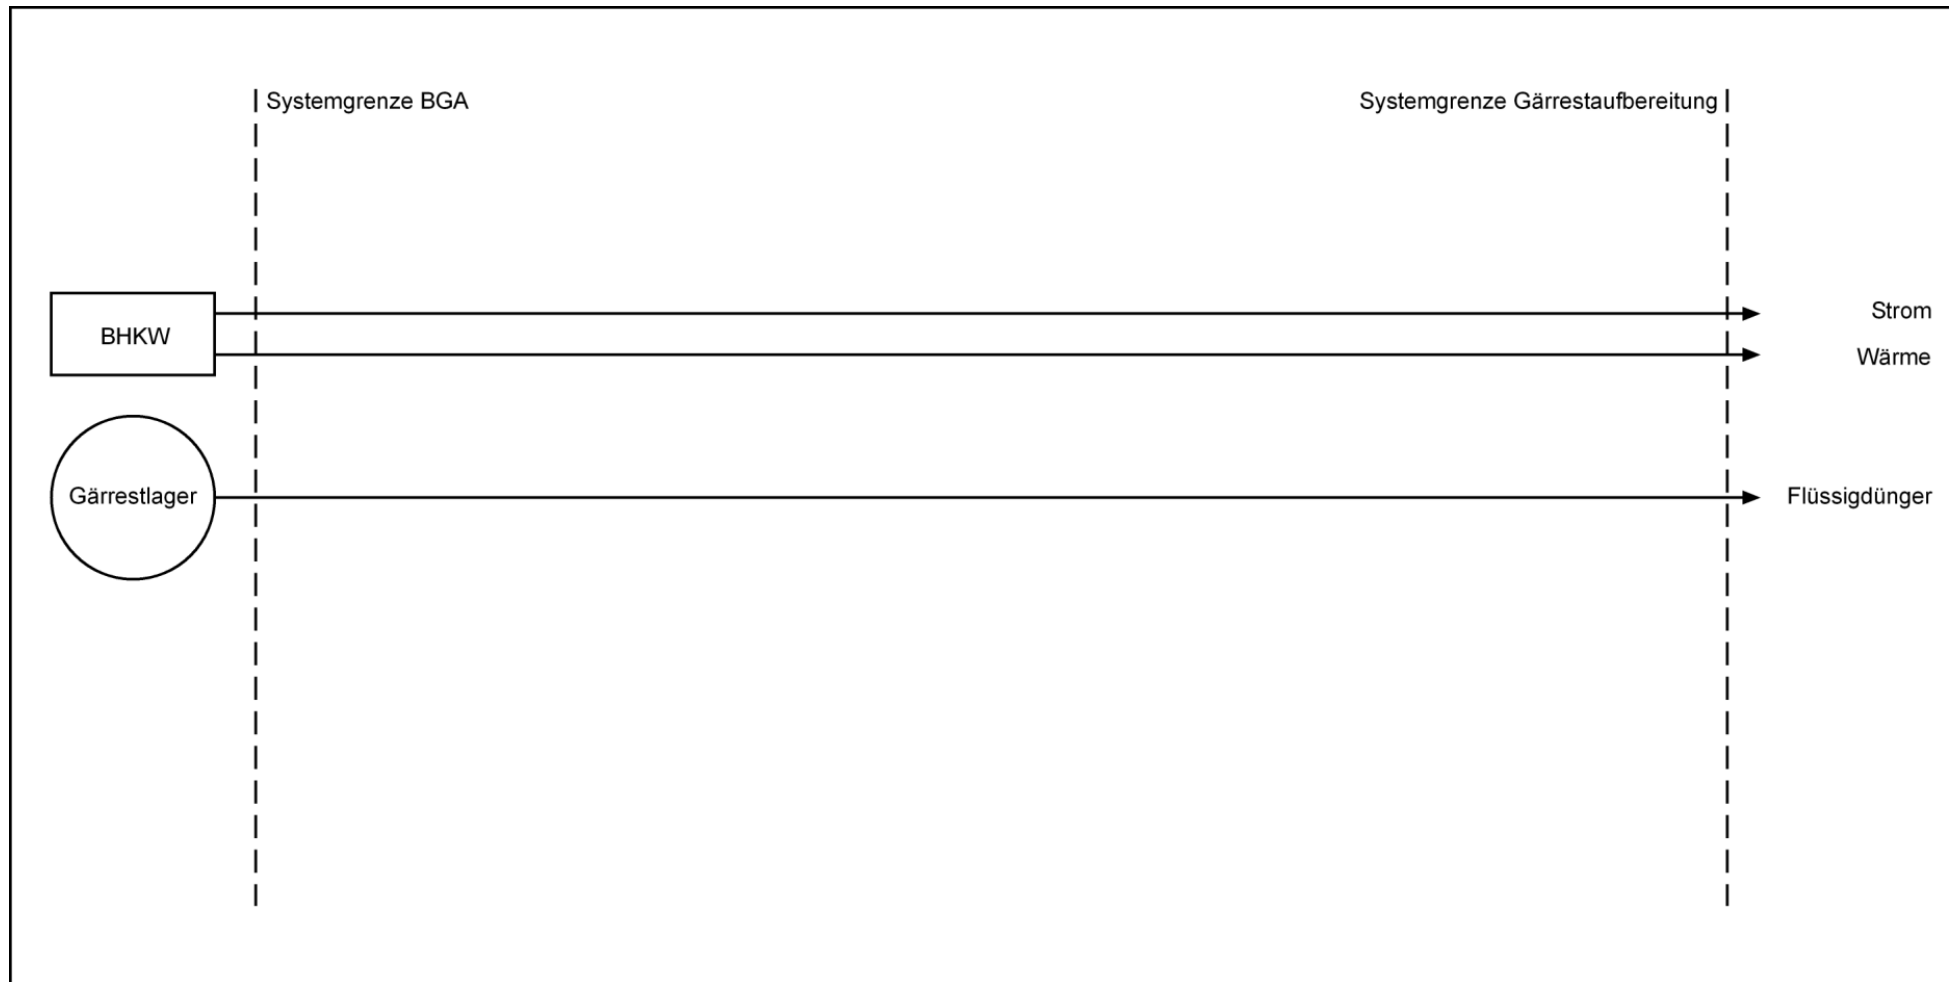 Systemgrenze BGA
Systemgrenze Gärrestaufbereitung
BHKW
Strom
Wärme
Gärrestlager
Flüssigdünger